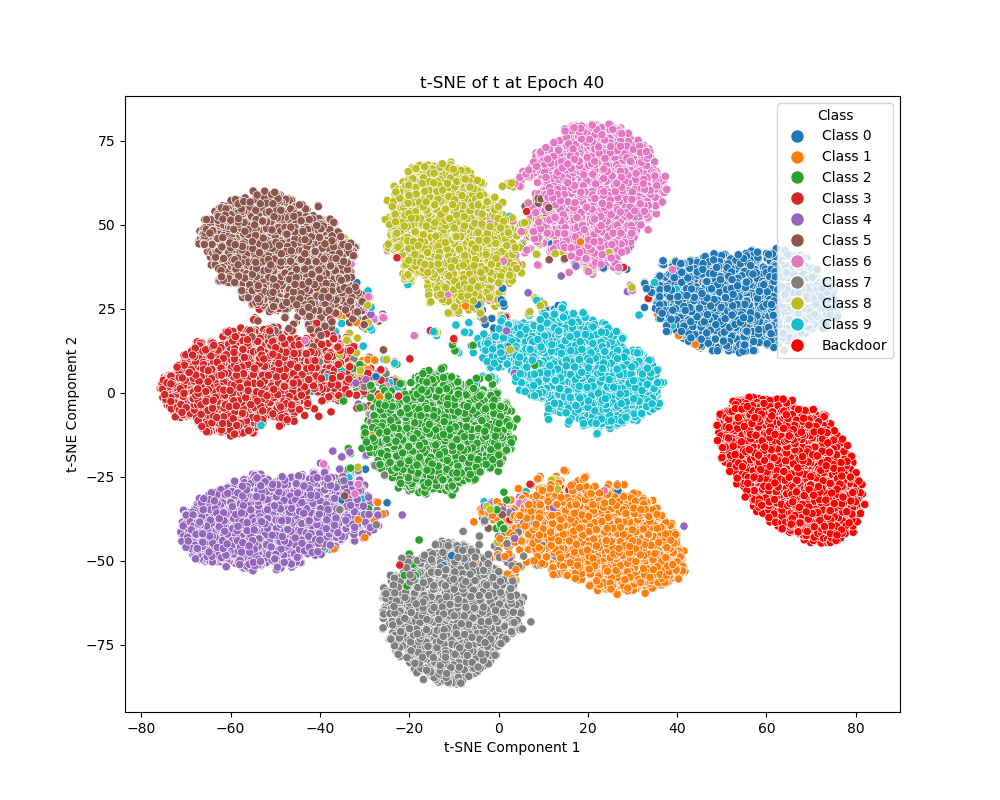 t-SNE of t at Epoch 40
Class
Class 0
Class 1
Class 2
Class 3
Class 4
Class 5
Class 6
Class 7
Class 8
Class 9
Backdoor
75
50
25
0
−25
−50
−75
t-SNE Component 2
−80 −60 −40 −20 0 20 40 60 80
t-SNE Component 1